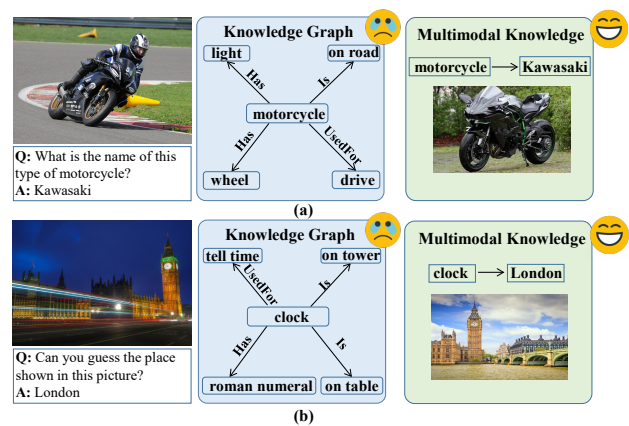 Knowledge Graph
light
on road
Has
Is
motorcycle
Has
UsedFor
wheel
drive
Multimodal Knowledge
motorcycle
Kawasaki
Q: What is the name of this
type of motorcycle?
A: Kawasaki
(a)
Knowledge Graph
tell time
on tower
UsedFor
Is
clock
Has
Is
roman numeral
on table
Multimodal Knowledge
clock
London
Q: Can you guess the place
shown in this picture?
A: London
(b)